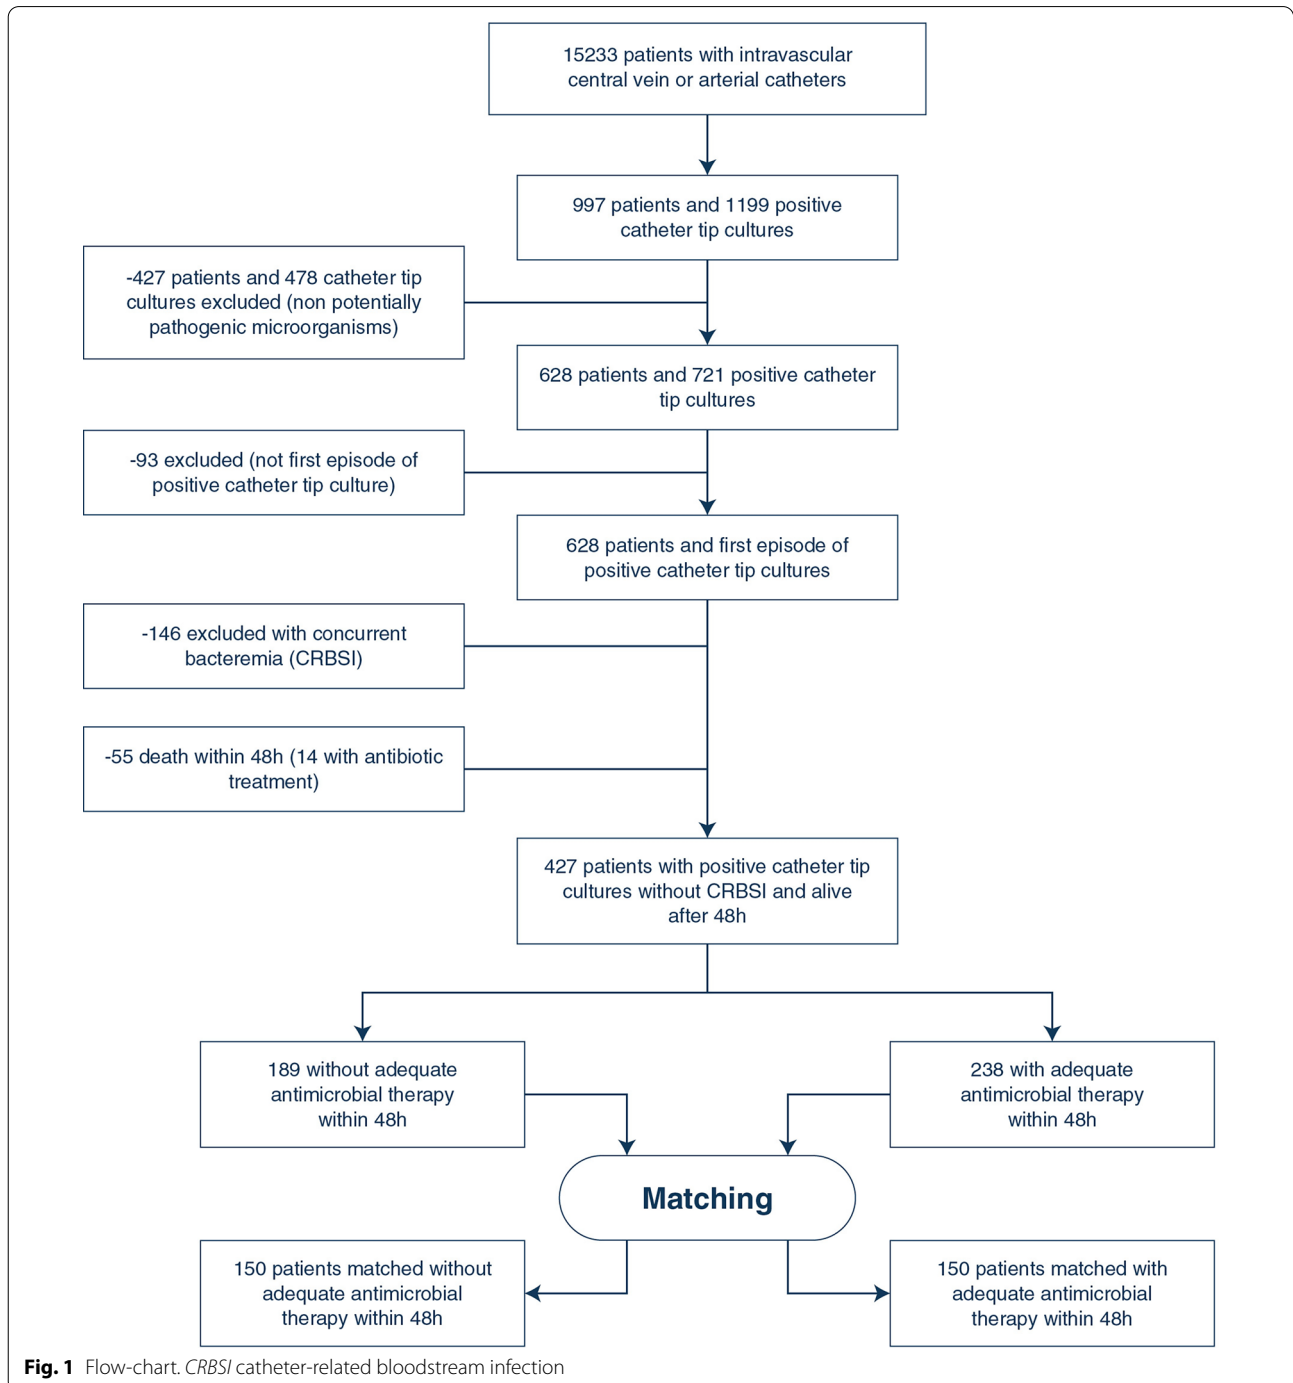 15233 patients with intravascular
central vein or arterial catheters
997 patients and 1199 positive
catheter tip cultures
-427 patients and 478 catheter tip
cultures excluded (non potentially
pathogenic microorganisms)
628 patients and 721 positive catheter
tip cultures
-93 excluded (not first episode of
positive catheter tip culture)
628 patients and first episode of
positive catheter tip cultures
-146 excluded with concurrent
bacteremia (CRBSI)
-55 death within 48h (14 with antibiotic
treatment)
427 patients with positive catheter tip
cultures without CRBSI and alive
after 48h
189 without adequate
antimicrobial therapy
within 48h
238 with adequate
antimicrobial therapy
within 48h
Matching
150 patients matched without
adequate antimicrobial
therapy within 48h
150 patients matched with
adequate antimicrobial
therapy within 48h
Fig. 1 Flow-chart. CRBSI catheter-related bloodstream infection